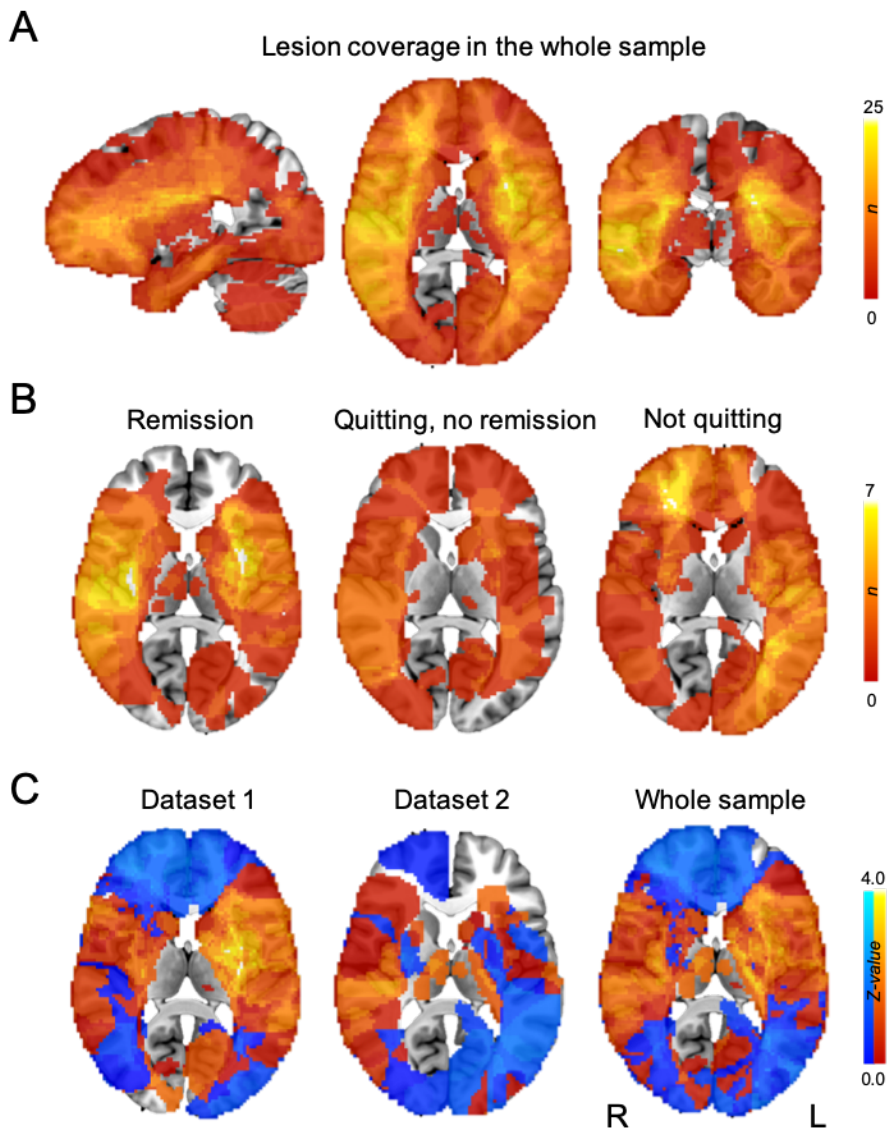 A
Lesion coverage in the whole sample
25
n
0
B
Remission
Quitting, no remission
Not quitting
7
n
0
C
Dataset 1
Dataset 2
Whole sample
4.0
Z-value
0.0
R
L